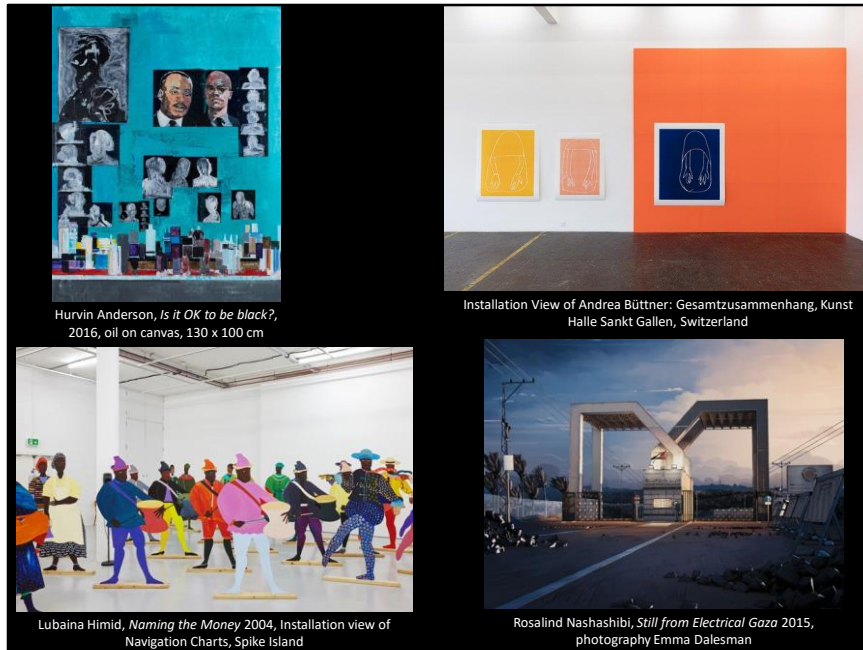 Hurvin Anderson, Is it OK to be black?,
2016, oil on canvas, 130 x 100 cm
Installation View of Andrea Büttner: Gesamtzusammenhang, Kunst
Halle Sankt Gallen, Switzerland
Lubaina Himid, Naming the Money 2004, Installation view of
Navigation Charts, Spike Island
Rosalind Nashashibi, Still from Electrical Gaza 2015,
photography Emma Dalesman